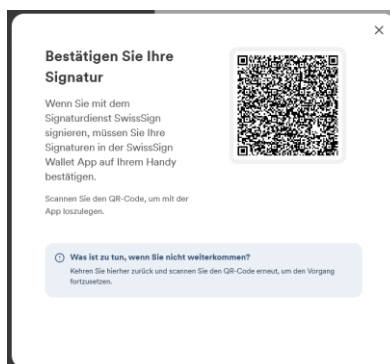 Bestätigen Sie Ihre
Signatur
Wenn Sie mit dem
Signaturdienst SwissSign
signieren, müssen Sie Ihre
Signaturen in der SwissSign
Wallet App auf Ihrem Handy
bestätigen.
Scannen Sie den QR-Code, um mit der
App loszulegen.
Was ist zu tun, wenn Sie nicht weiterkommen?
Kehren Sie hierher zurück und scannen Sie den QR-Code erneut, um den Vorgang
fortzusetzen.